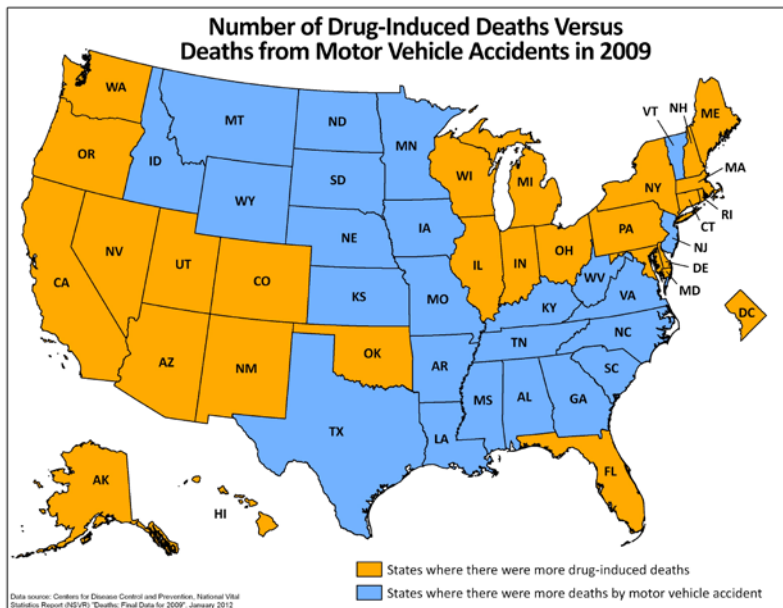 Number of Drug-Induced Deaths Versus
Deaths from Motor Vehicle Accidents in 2009
WA
MT
ND
MN
VT
NH
ME
OR
ID
WY
SD
WI
MI
NY
MA
RI
CT
NV
UT
CO
NE
IA
IL
IN
OH
PA
NJ
DE
MD
CA
KS
MO
KY
WV
VA
DC
AZ
NM
OK
AR
TN
NC
SC
TX
LA
MS
AL
GA
FL
AK
HI
States where there were more drug-induced deaths
States where there were more deaths by motor vehicle accident
Data source: Centers for Disease Control and Prevention, National Vital
Statistics Report (NSVR) "Deaths: Final Data for 2009". January 2012